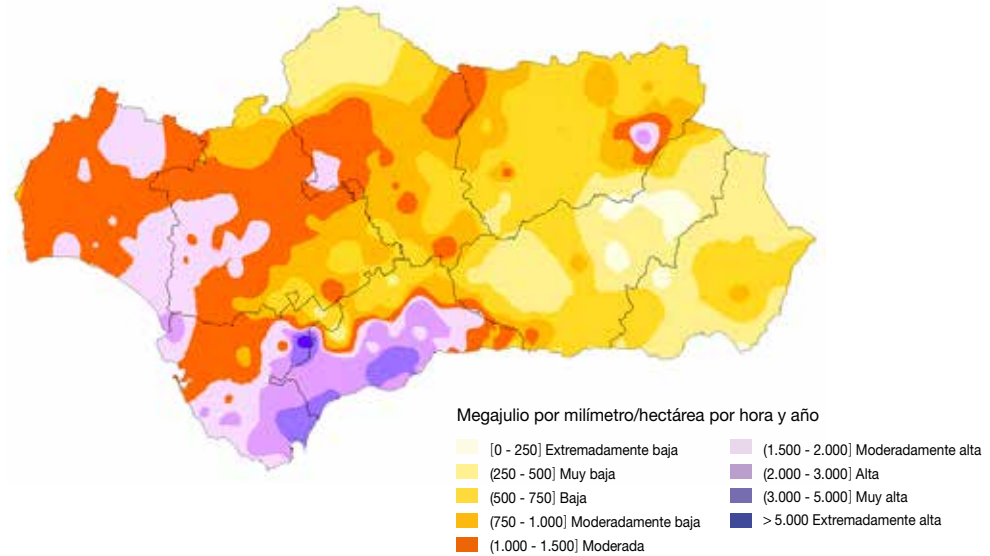 Megajulio por milímetro/hectárea por hora y año
[0 - 250] Extremadamente baja
(250 - 500] Muy baja
(500 - 750] Baja
(750 - 1.000] Moderadamente baja
(1.000 - 1.500] Moderada
(1.500 - 2.000] Moderadamente alta
(2.000 - 3.000] Alta
(3.000 - 5.000] Muy alta
> 5.000 Extremadamente alta